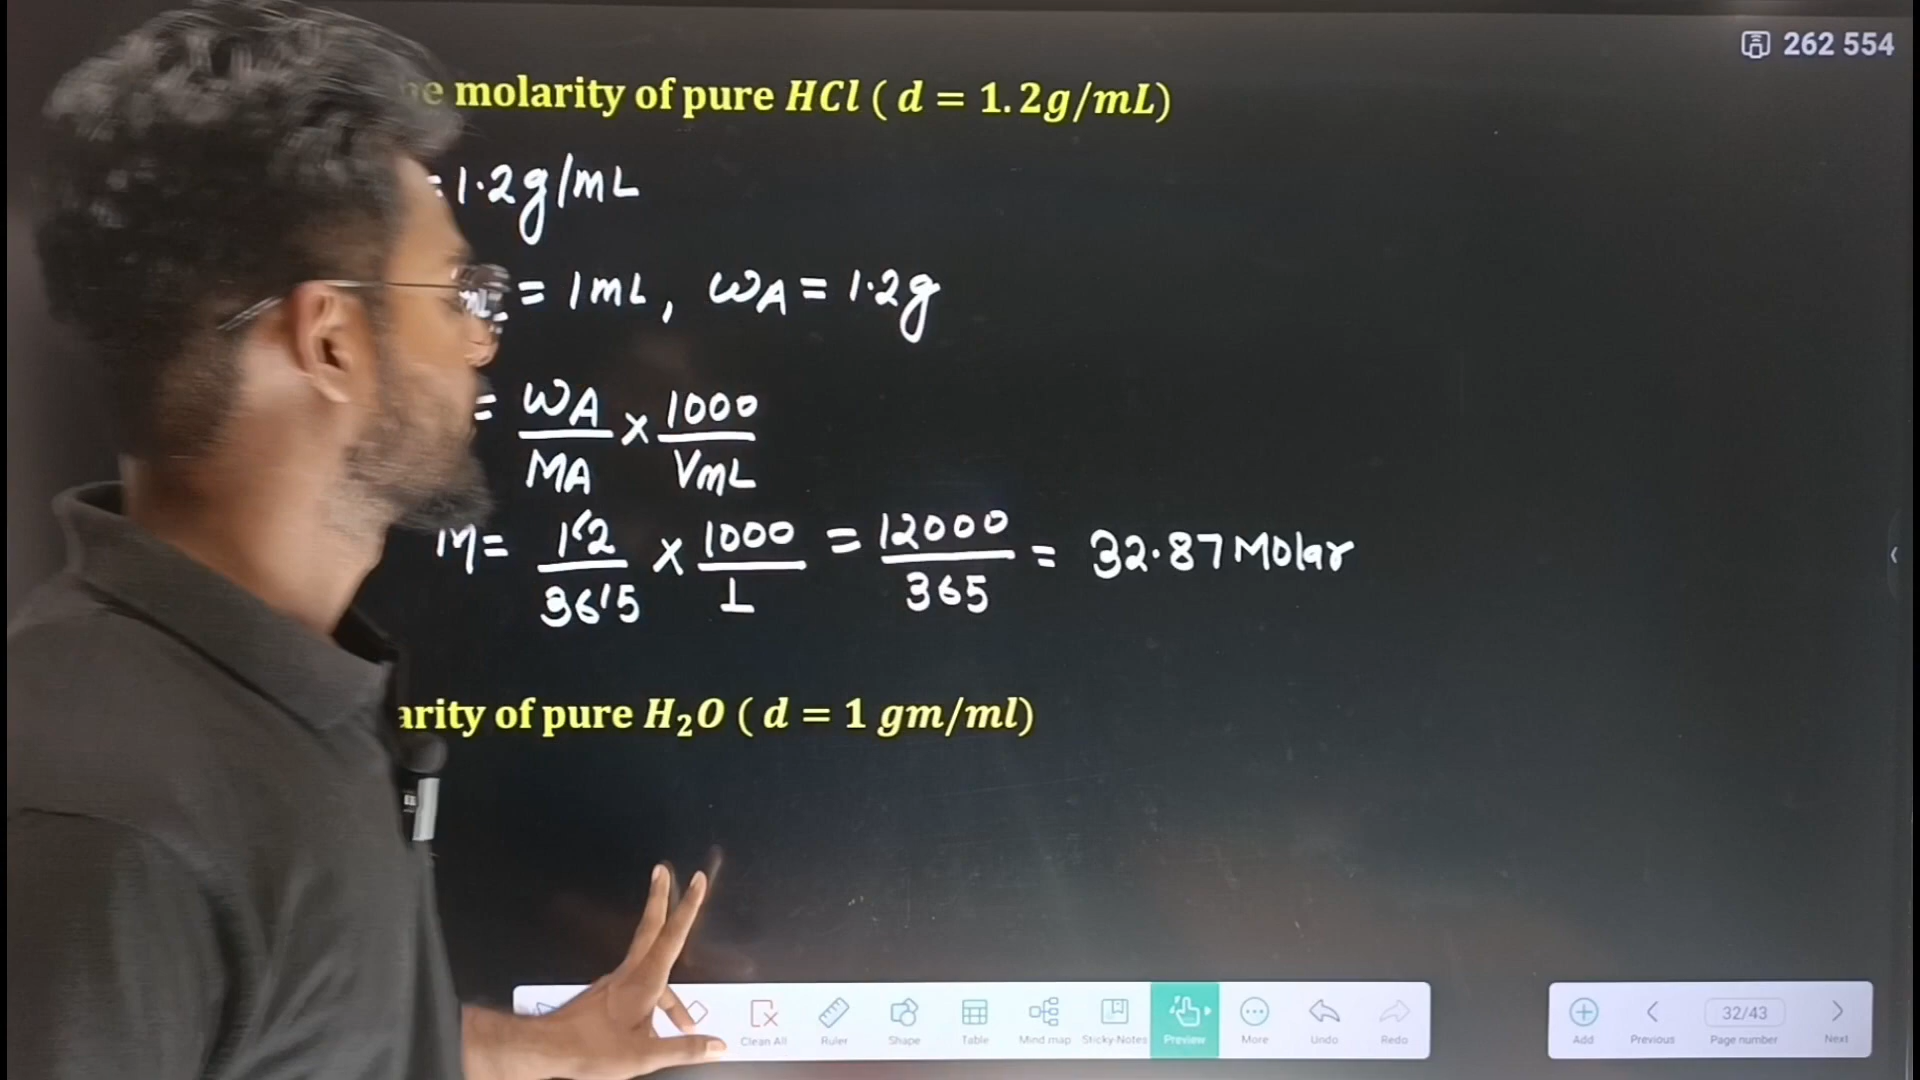 262 554
molarity of pure HCl ( d = 1.2g/mL)
= 1.2g/mL
= 1mL, WA = 1.2g
= WA/MA × 1000/VmL
M = 1.2/36.5 × 1000/1 = 12000/365 = 32.87 Molar
arity of pure H₂O ( d = 1 gm/ml)
Clean All Ruler Shape Table Mind map Sticky Notes Preview More Undo Redo
Add Previous 32/43 Page number Next